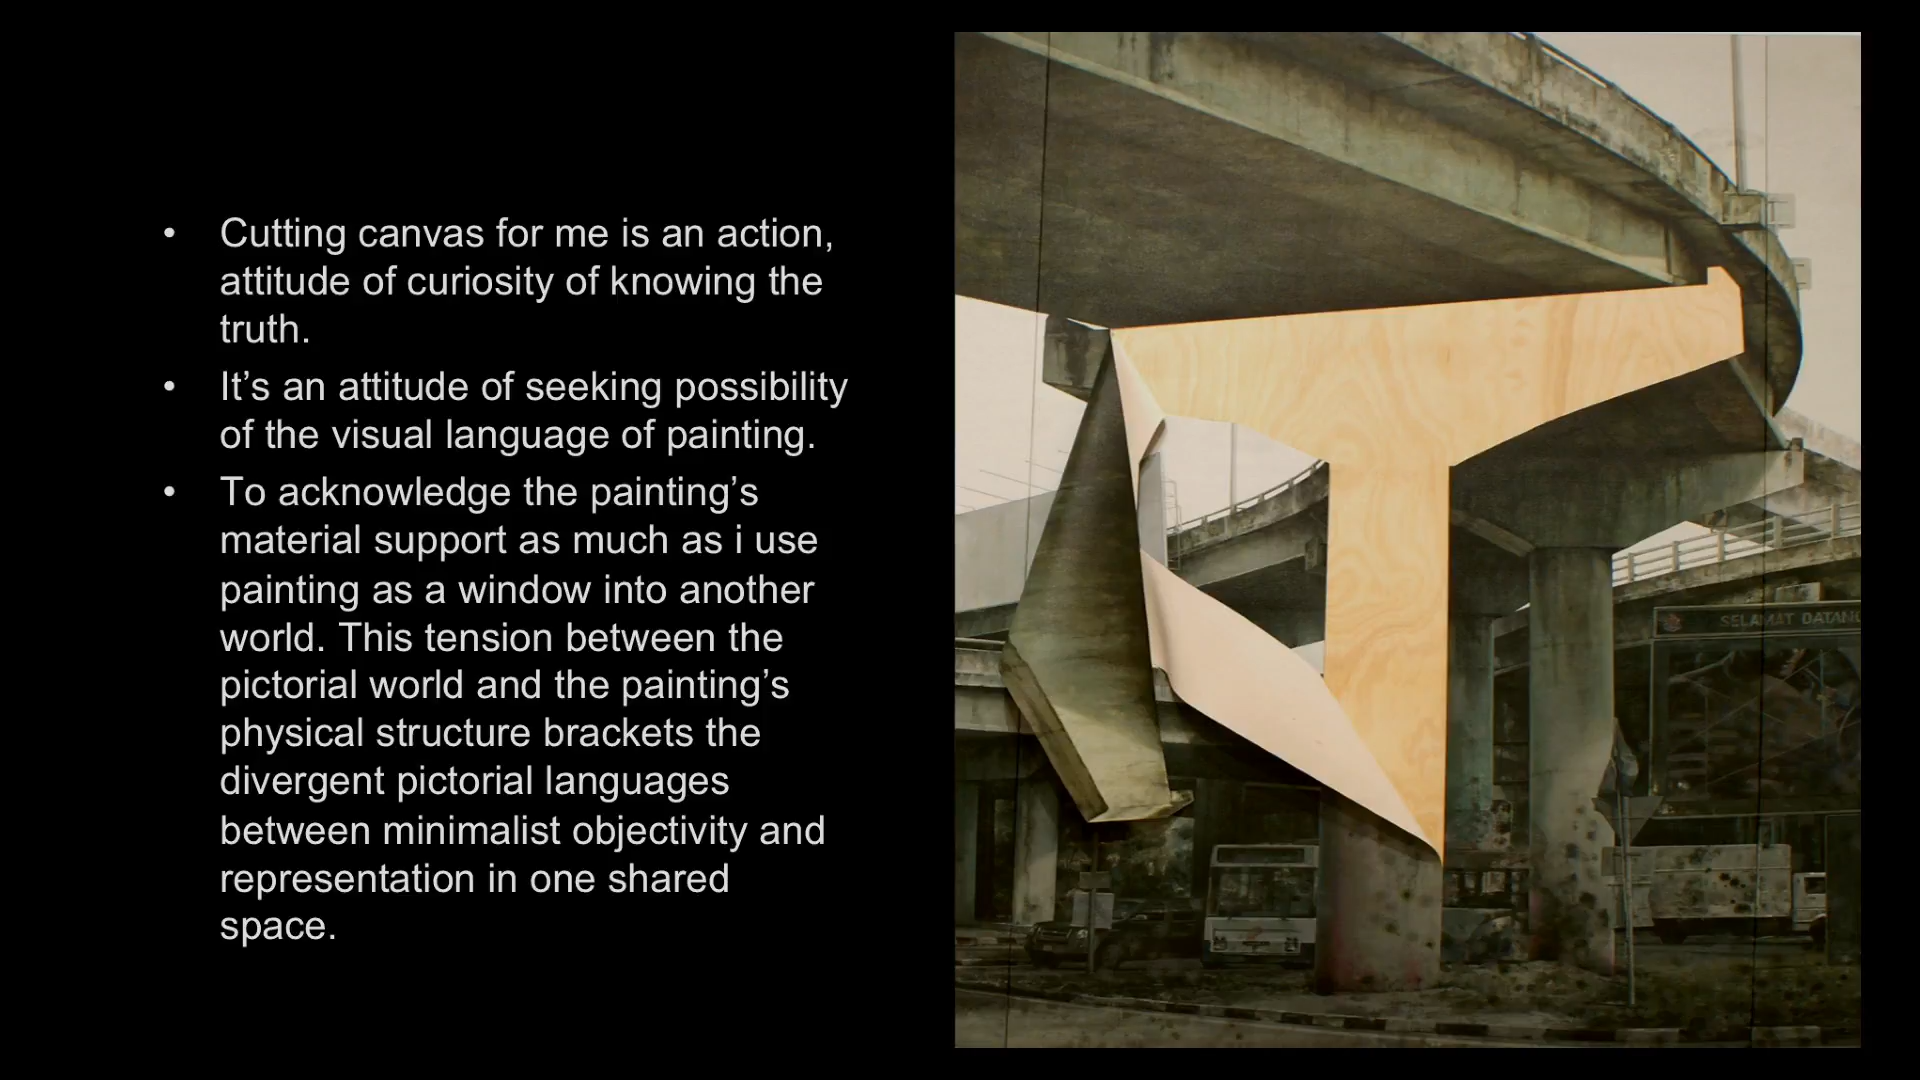 • Cutting canvas for me is an action,
attitude of curiosity of knowing the
truth.
• It’s an attitude of seeking possibility
of the visual language of painting.
• To acknowledge the painting’s
material support as much as i use
painting as a window into another
world. This tension between the
pictorial world and the painting’s
physical structure brackets the
divergent pictorial languages
between minimalist objectivity and
representation in one shared
space.
SELAMAT DATANG